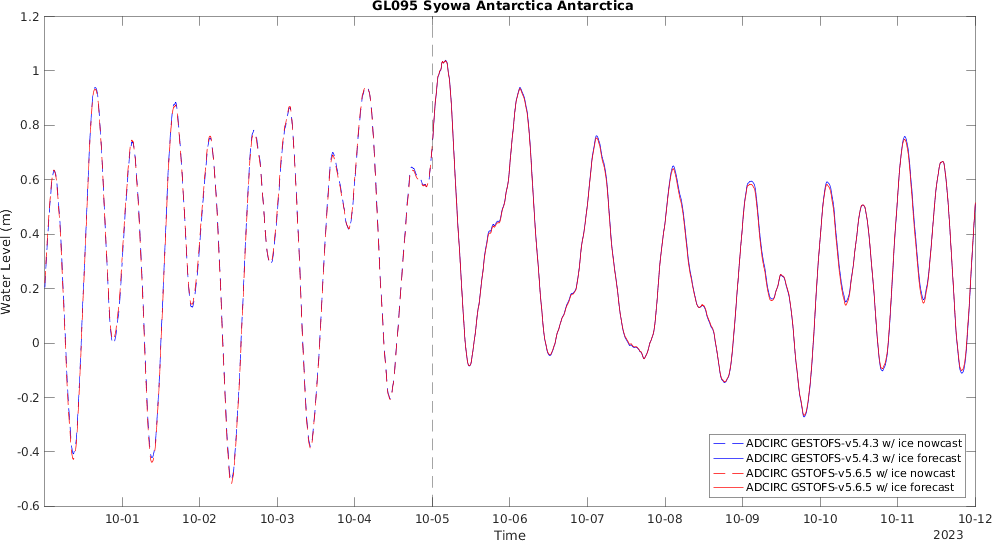 GL095 Syowa Antarctica Antarctica
Water Level (m)
1.2
1
0.8
0.6
0.4
0.2
0
-0.2
-0.4
-0.6
ADCIRC GESTOFS-v5.4.3 w/ ice nowcast
ADCIRC GESTOFS-v5.4.3 w/ ice forecast
ADCIRC GSTOFS-v5.6.5 w/ ice nowcast
ADCIRC GSTOFS-v5.6.5 w/ ice forecast
10-01 10-02 10-03 10-04 10-05 10-06 10-07 10-08 10-09 10-10 10-11 10-12
Time
2023